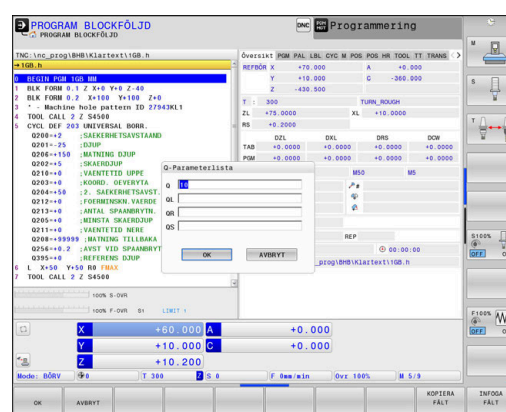 PROGRAM BLOCKFÖLJD
PROGRAM BLOCKFÖLJD
DNC
Programmering
TNC:\nc_prog\BHB\Klartext\1GB.h
→1GB.h
0 BEGIN PGM 1GB MM
1 BLK FORM 0.1 Z X+0 Y+0 Z-40
2 BLK FORM 0.2 X+100 Y+100 Z+0
3 * - Machine hole pattern ID 27943KL1
4 TOOL CALL 2 Z S4500
5 CYCL DEF 203 UNIVERSAL BORR.
Q200=+2 ;SAEKERHETSAVSTAAND
Q201=-25 ;DJUP
Q206=+150 ;MATNING DJUP
Q202=+5 ;SKAERDJUP
Q210=+0 ;VAENTETID UPPE
Q203=+0 ;KOORD. OEVERYTA
Q204=+50 ;2. SAEKERHETSAVST.
Q212=+0 ;FOERMINSKN.VAERDE
Q213=+0 ;ANTAL SPAANBRYTN.
Q205=+0 ;MINSTA SKAERDJUP
Q211=+0 ;VAENTETID NERE
Q208=+99999 ;MATNING TILLBAKA
Q256=+0.2 ;AVST VID SPAANBRYT
Q395=+0 ;REFERENS DJUP
6 L X+50 Y+50 R0 FMAX
7 TOOL CALL 2 Z S4500
100% S-OVR
100% F-OVR S1 LIMIT 1
Översikt PGM PAL LBL CYC M POS POS HR TOOL TT TRANS
REFBÖR X +70.000 A +0.000
Y +10.000 C -360.000
Z -430.500
T : 300 TURN_ROUGH
ZL +75.0000 XL +10.0000
RS +0.2000
DZL DXL DRS DCW
TAB +0.0000 +0.0000 +0.0000 +0.0000
PGM +0.0000 +0.0000 +0.0000 +0.0000
M50 M5
REP
00:00:00
prog\BHB\Klartext\1GB.h
Q-Parameterlista
Q 10
QL
QR
QS
OK AVBRYT
X +60.000 A +0.000
Y +10.000 C +0.000
Z +10.200
Mode: BÖRV 0 T 300 Z S 0 F 0mm/min Ovr 100% M 5/9
OK AVBRYT KOPIERA FÄLT INFOGA FÄLT
M
S
T
S100%
OFF
F100%
OFF